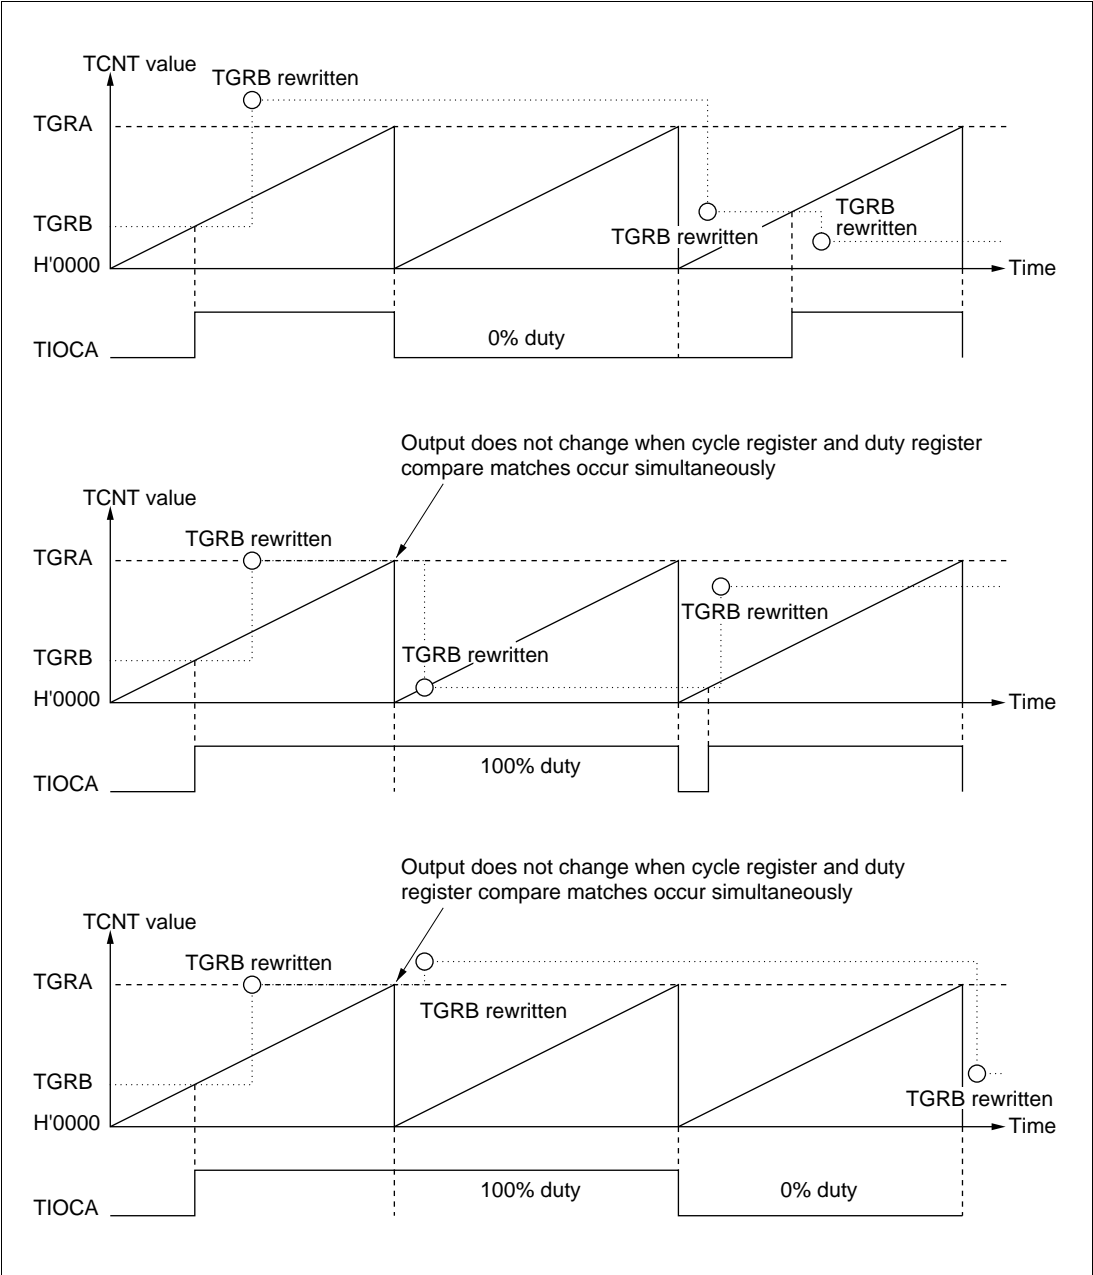 TCNT value
TGRB rewritten
TGRA
TGRB
TGRB
rewritten
TGRB rewritten
H'0000
Time
0% duty
TIOCA
Output does not change when cycle register and duty register
compare matches occur simultaneously
TCNT value
TGRB rewritten
TGRA
TGRB rewritten
TGRB
TGRB rewritten
H'0000
Time
100% duty
TIOCA
Output does not change when cycle register and duty
register compare matches occur simultaneously
TCNT value
TGRB rewritten
TGRA
TGRB rewritten
TGRB
TGRB rewritten
H'0000
Time
100% duty
0% duty
TIOCA